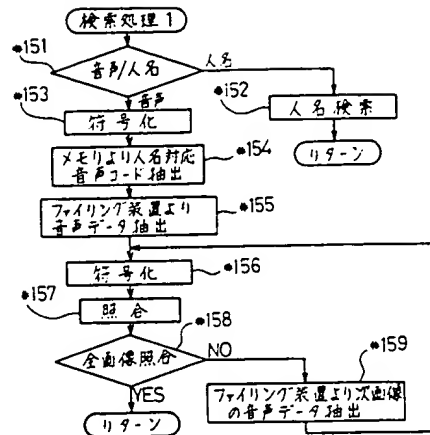 検索処理1
*151
音声/人名
人名
*153
音声
*152
符号化
人名検索
メモリより人名対応
音声コード抽出
*154
リターン
ファイリング装置より
音声データ抽出
*155
符号化
*156
*157
照合
*158
全画像照合
NO
*159
YES
ファイリング装置より次画像
の音声データ抽出
リターン